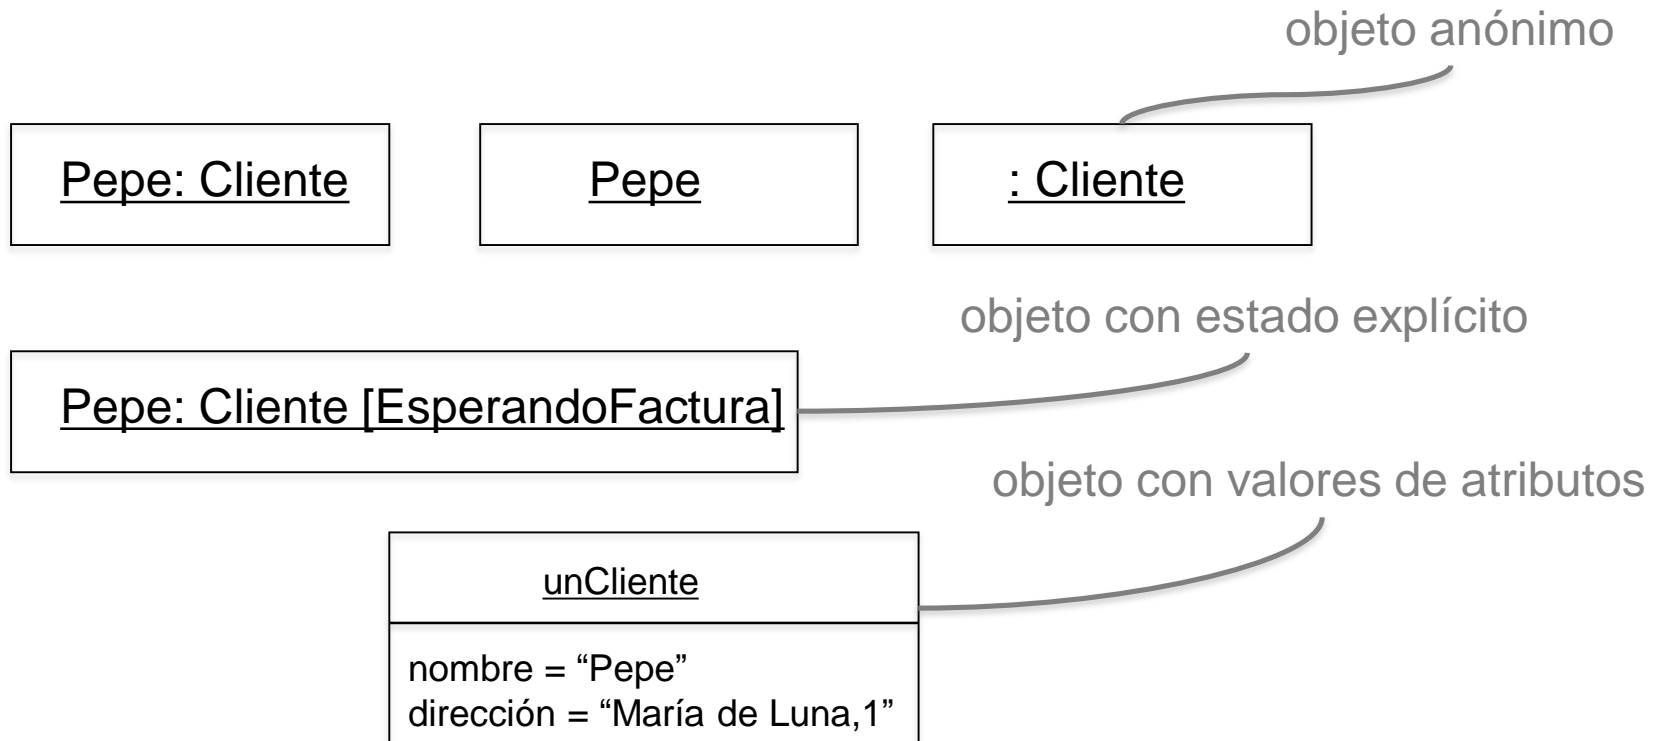 objeto anónimo
Pepe: Cliente
Pepe
: Cliente
objeto con estado explícito
Pepe: Cliente [EsperandoFactura]
objeto con valores de atributos
unCliente
nombre = “Pepe”
dirección = “María de Luna,1”